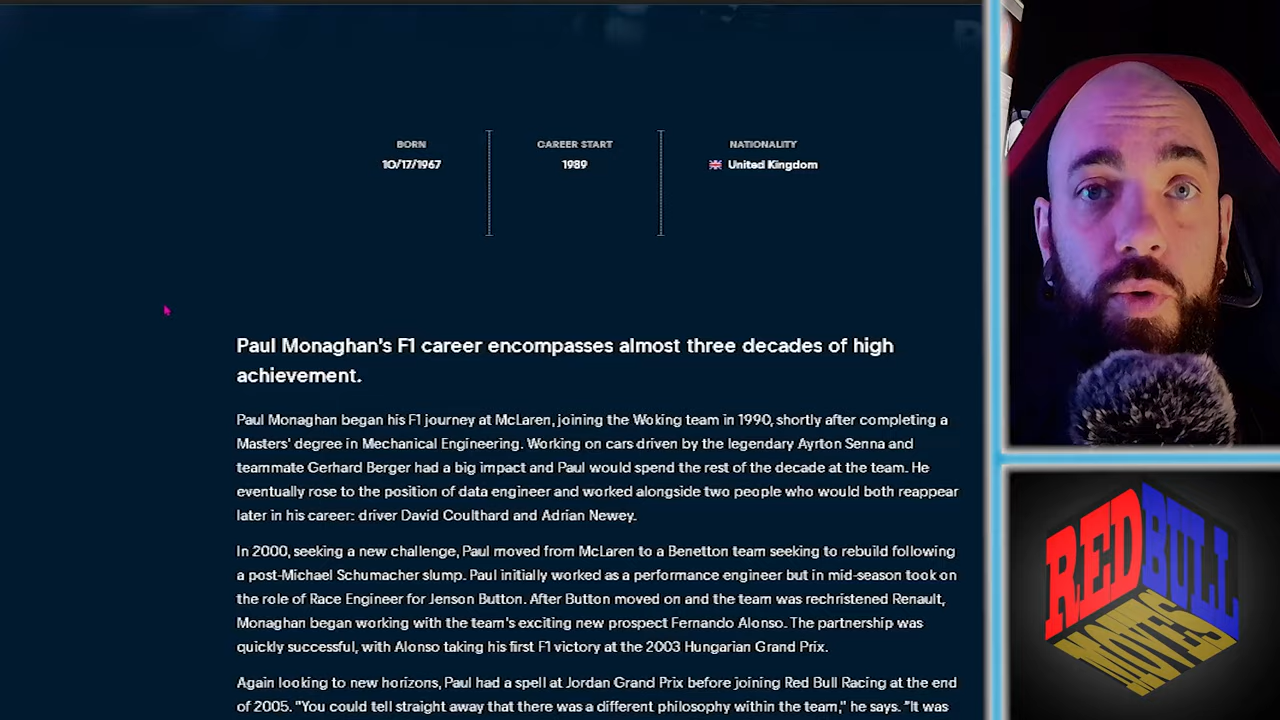 BORN
10/17/1967
CAREER START
1989
NATIONALITY
United Kingdom
Paul Monaghan's F1 career encompasses almost three decades of high
achievement.
Paul Monaghan began his F1 journey at McLaren, joining the Woking team in 1990, shortly after completing a
Masters' degree in Mechanical Engineering. Working on cars driven by the legendary Ayrton Senna and
teammate Gerhard Berger had a big impact and Paul would spend the rest of the decade at the team. He
eventually rose to the position of data engineer and worked alongside two people who would both reappear
later in his career: driver David Coulthard and Adrian Newey.
In 2000, seeking a new challenge, Paul moved from McLaren to a Benetton team seeking to rebuild following
a post-Michael Schumacher slump. Paul initially worked as a performance engineer but in mid-season took on
the role of Race Engineer for Jenson Button. After Button moved on and the team was rechristened Renault,
Monaghan began working with the team's exciting new prospect Fernando Alonso. The partnership was
quickly successful, with Alonso taking his first F1 victory at the 2003 Hungarian Grand Prix.
Again looking to new horizons, Paul had a spell at Jordan Grand Prix before joining Red Bull Racing at the end
of 2005. "You could tell straight away that there was a different philosophy within the team," he says. "It was
RED
BULL
MOVES